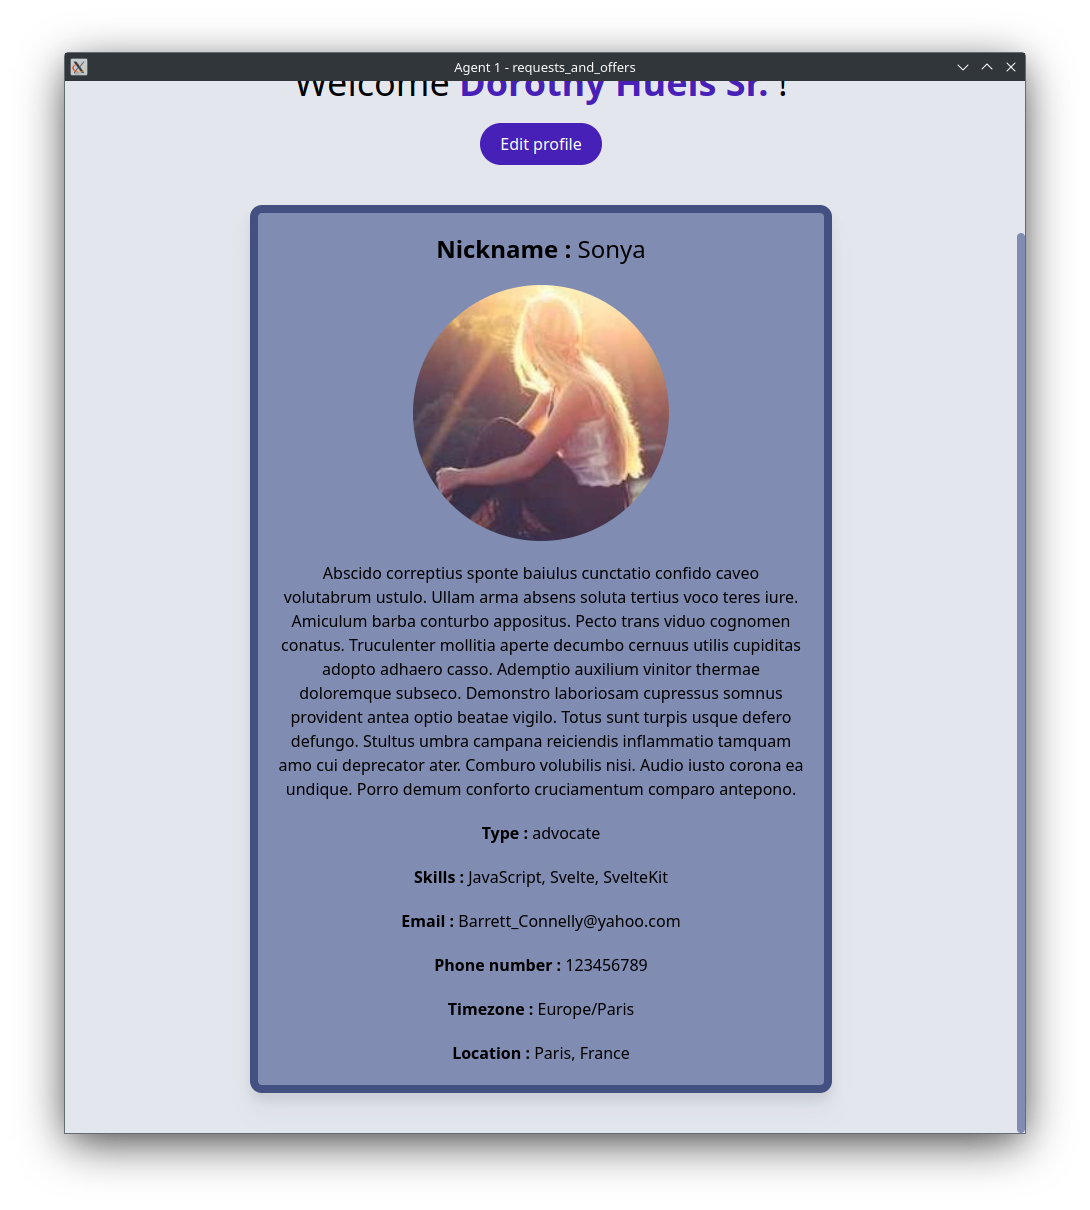 Agent 1 - requests_and_offers
Welcome Dorothy Huels Sr. !
Edit profile
Nickname : Sonya
Abscido correptius sponte baiulus cunctatio confido caveo
volutabrum ustulo. Ullam arma absens soluta tertius voco teres iure.
Amiculum barba conturbo appositus. Pecto trans viduo cognomen
conatus. Truculenter mollitia aperte decumbo cernuus utilis cupiditas
adopto adhaero casso. Ademptio auxilium vinitor thermae
doloremque subseco. Demonstro laboriosam cupressus somnus
provident antea optio beatae vigilo. Totus sunt turpis usque defero
defungo. Stultus umbra campana reiciendis inflammatio tamquam
amo cui deprecator ater. Comburo volubilis nisi. Audio iusto corona ea
undique. Porro demum conforto cruciamentum comparo antepono.
Type : advocate
Skills : JavaScript, Svelte, SvelteKit
Email : Barrett_Connelly@yahoo.com
Phone number : 123456789
Timezone : Europe/Paris
Location : Paris, France